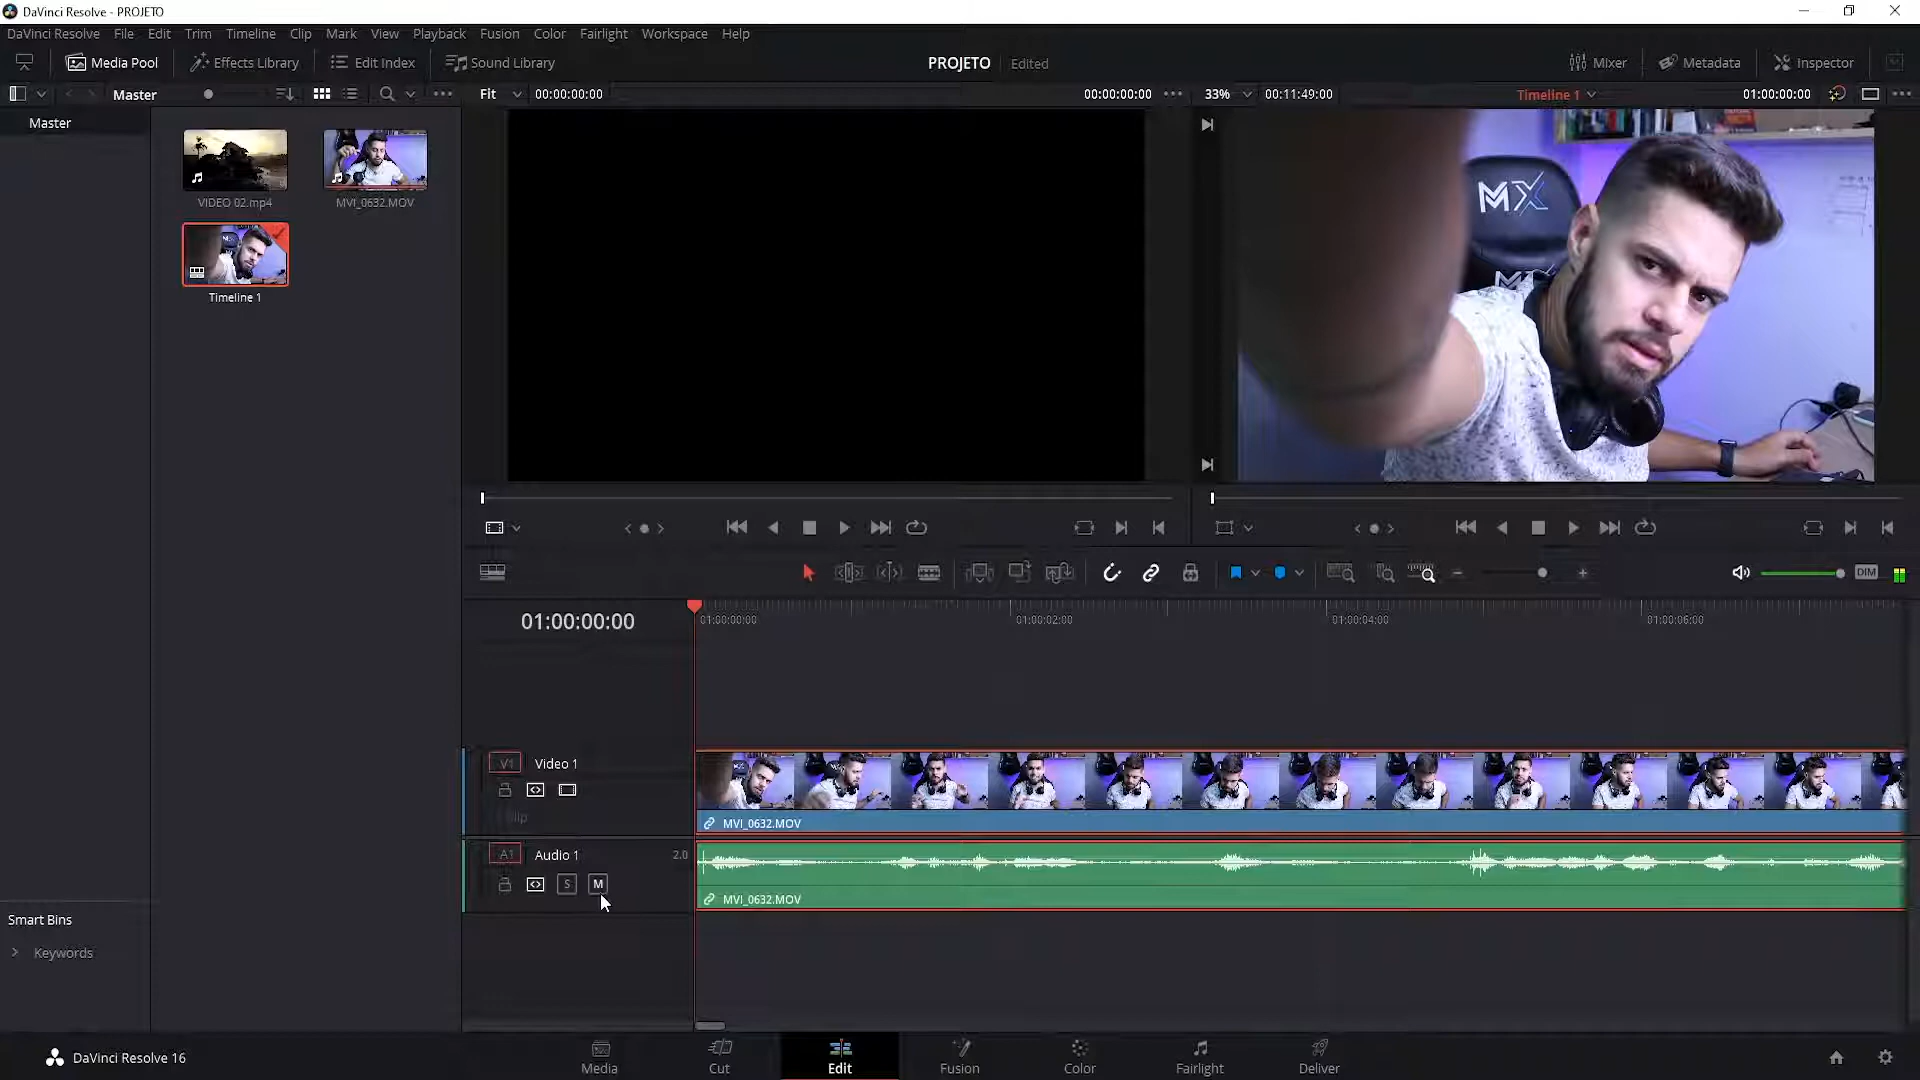 DaVinci Resolve - PROJETO
DaVinci Resolve File Edit Trim Timeline Clip Mark View Playback Fusion Color Fairlight Workspace Help
Media Pool Effects Library Edit Index Sound Library PROJETO Edited Mixer Metadata Inspector
Master Fit 00:00:00:00 00:00:00:00 33% 00:11:49:00 Timeline 1 01:00:00:00
Master
VIDEO 02.mp4 MVI_0632.MOV
Timeline 1
MX
DIM
01:00:00:00
01:00:00:00 01:00:02:00 01:00:04:00 01:00:06:00
V1 Video 1
MVI_0632.MOV
A1 Audio 1 2.0
S M
MVI_0632.MOV
Smart Bins
Keywords
DaVinci Resolve 16
Media Cut Edit Fusion Color Fairlight Deliver